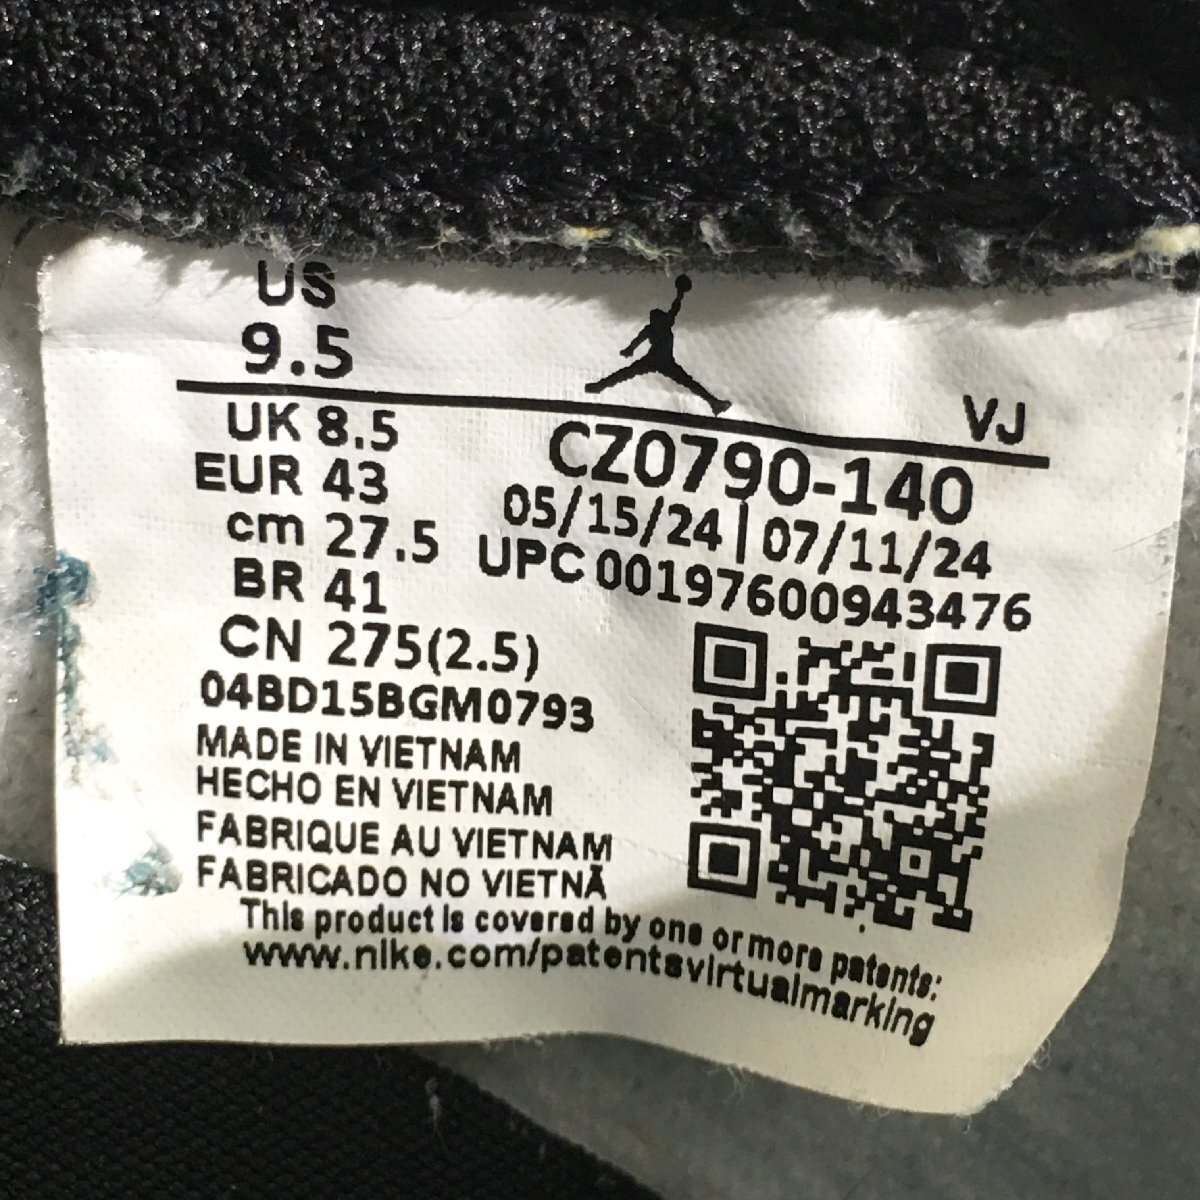 US
9.5
VJ
UK 8.5
EUR 43
cm 27.5
BR 41
CN 275(2.5)
CZ0790-140
05/15/24 | 07/11/24
UPC 00197600943476
04BD15BGM0793
MADE IN VIETNAM
HECHO EN VIETNAM
FABRIQUE AU VIETNAM
FABRICADO NO VIETNÃ
This product is covered by one or more patents:
www.nike.com/patentsvirtualmarking